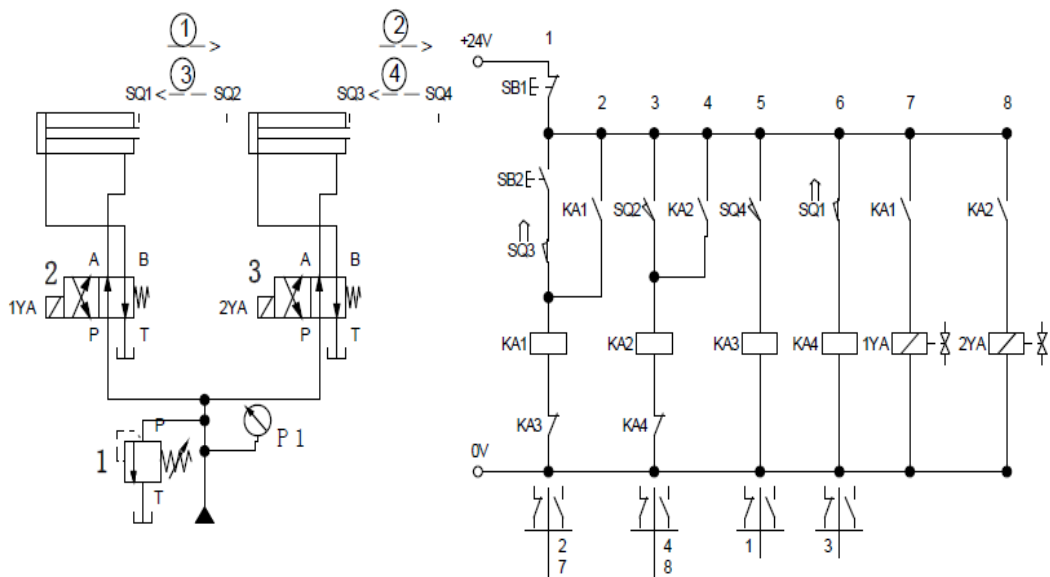 ① ② +24V 1
③ ④
SQ1 SQ2 SQ3 SQ4 SB1
2 3 4 5 6 7 8
SB2
KA1 SQ2 KA2 SQ4 SQ1 KA1 KA2
SQ3
A B A B
2 3
1YA 2YA
P T P T
KA1 KA2 KA3 KA4 1YA 2YA
P
P1
KA3 KA4
1
T
0V
2 4 1 3
7 8